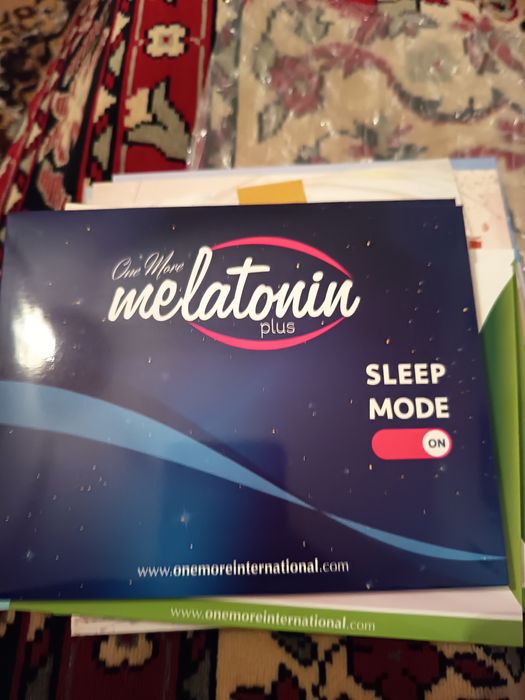 One More
melatonin
plus
SLEEP
MODE
ON
www.onemoreinternational.com
www.onemoreinternational.com